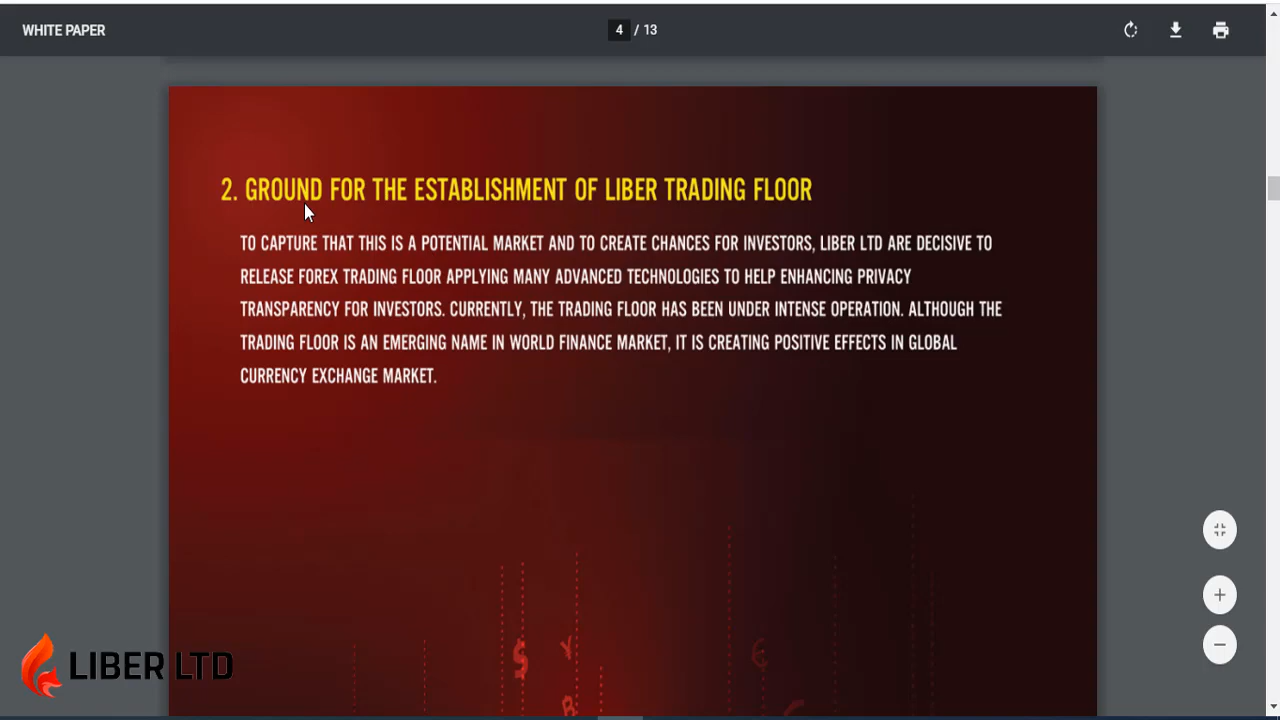 WHITE PAPER
4 / 13
2. GROUND FOR THE ESTABLISHMENT OF LIBER TRADING FLOOR
TO CAPTURE THAT THIS IS A POTENTIAL MARKET AND TO CREATE CHANCES FOR INVESTORS, LIBER LTD ARE DECISIVE TO
RELEASE FOREX TRADING FLOOR APPLYING MANY ADVANCED TECHNOLOGIES TO HELP ENHANCING PRIVACY
TRANSPARENCY FOR INVESTORS. CURRENTLY, THE TRADING FLOOR HAS BEEN UNDER INTENSE OPERATION. ALTHOUGH THE
TRADING FLOOR IS AN EMERGING NAME IN WORLD FINANCE MARKET, IT IS CREATING POSITIVE EFFECTS IN GLOBAL
CURRENCY EXCHANGE MARKET.
LIBER LTD